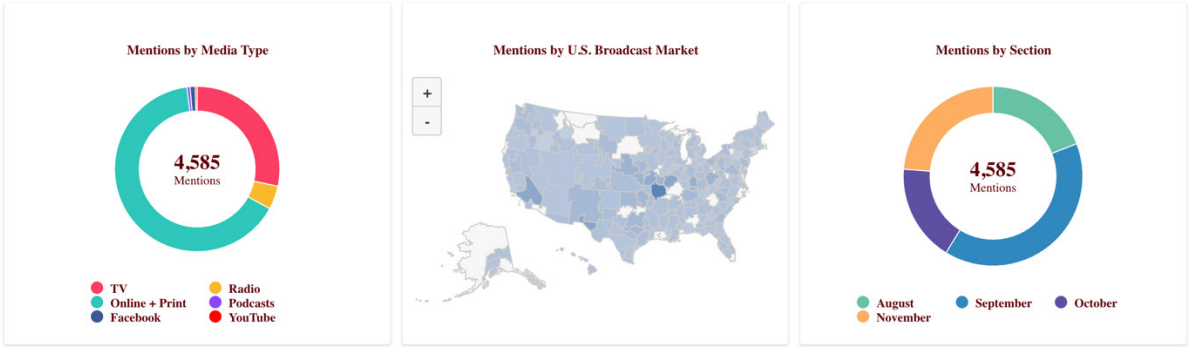 Mentions by Media Type
4,585
Mentions
TV
Radio
Online + Print
Podcasts
Facebook
YouTube
Mentions by U.S. Broadcast Market
+
-
Mentions by Section
4,585
Mentions
August
September
October
November